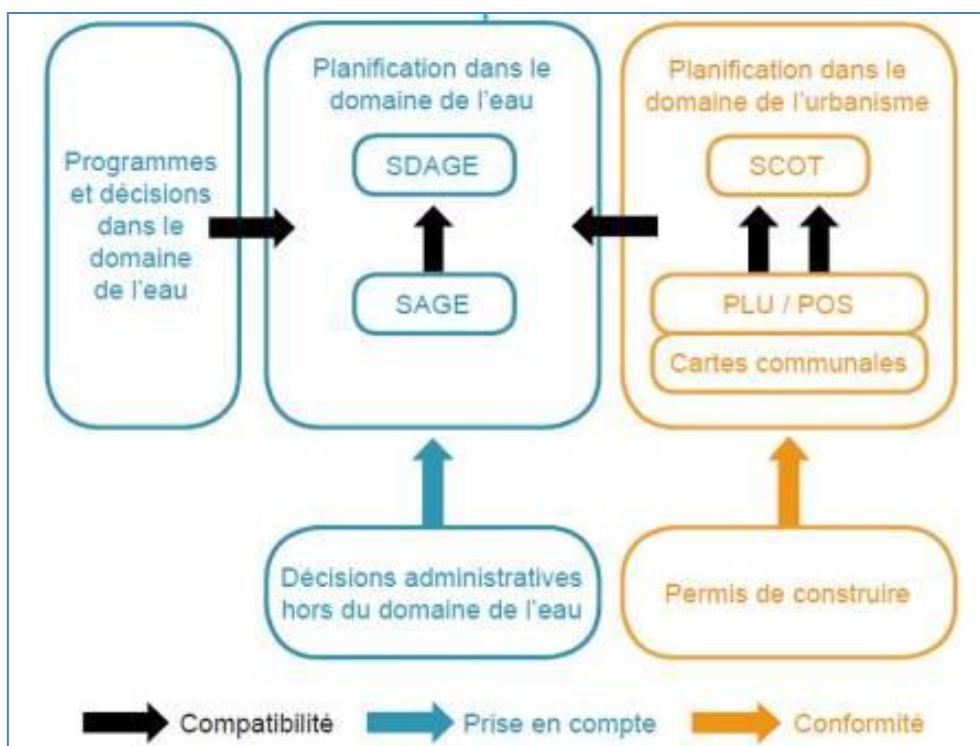 Programmes
et décisions
dans le
domaine
de l'eau
Planification dans le
domaine de l'eau
SDAGE
SAGE
Planification dans le
domaine de l'urbanisme
SCOT
PLU / POS
Cartes communales
Décisions administratives
hors du domaine de l'eau
Permis de construire
Compatibilité
Prise en compte
Conformité